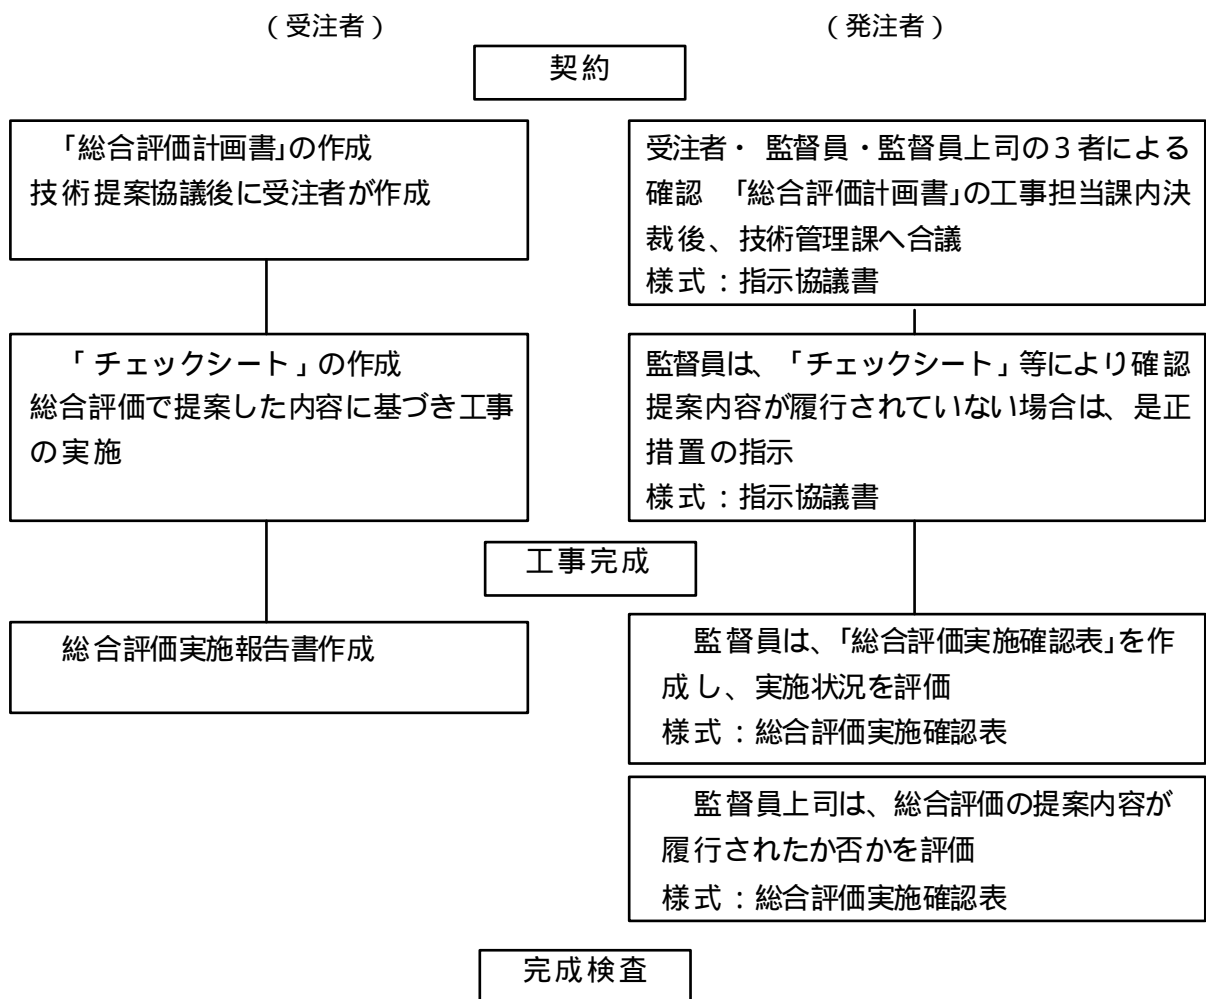 （受注者）
（発注者）
契約
「総合評価計画書」の作成
技術提案協議後に受注者が作成
受注者・監督員・監督員上司の３者による
確認　「総合評価計画書」の工事担当課内決
裁後、技術管理課へ合議
様式：指示協議書
「チェックシート」の作成
総合評価で提案した内容に基づき工事
の実施
監督員は、「チェックシート」等により確認
提案内容が履行されていない場合は、是正
措置の指示
様式：指示協議書
工事完成
総合評価実施報告書作成
監督員は、「総合評価実施確認表」を作
成し、実施状況を評価
様式：総合評価実施確認表
監督員上司は、総合評価の提案内容が
履行されたか否かを評価
様式：総合評価実施確認表
完成検査